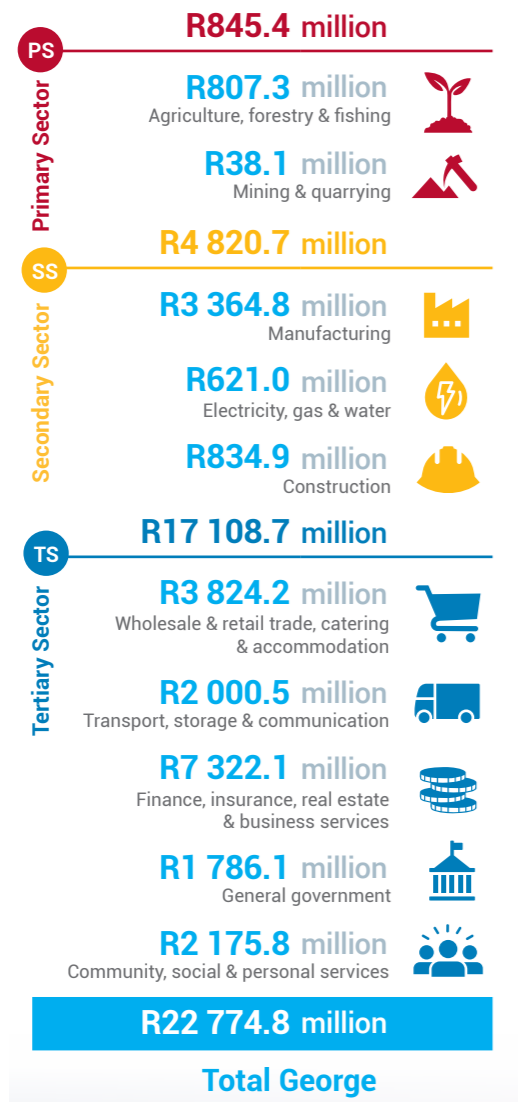 R845.4 million
PS
Primary Sector
R807.3 million
Agriculture, forestry & fishing
R38.1 million
Mining & quarrying
R4 820.7 million
SS
Secondary Sector
R3 364.8 million
Manufacturing
R621.0 million
Electricity, gas & water
R834.9 million
Construction
R17 108.7 million
TS
Tertiary Sector
R3 824.2 million
Wholesale & retail trade, catering
& accommodation
R2 000.5 million
Transport, storage & communication
R7 322.1 million
Finance, insurance, real estate
& business services
R1 786.1 million
General government
R2 175.8 million
Community, social & personal services
R22 774.8 million
Total George